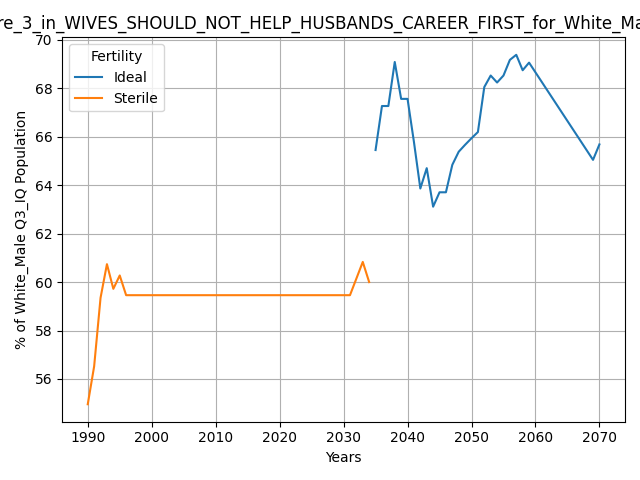 re_3_in_WIVES_SHOULD_NOT_HELP_HUSBANDS_CAREER_FIRST_for_White_Ma
70
68
66
64
62
60
58
56
% of White_Male Q3_IQ Population
Fertility
Ideal
Sterile
1990 2000 2010 2020 2030 2040 2050 2060 2070
Years